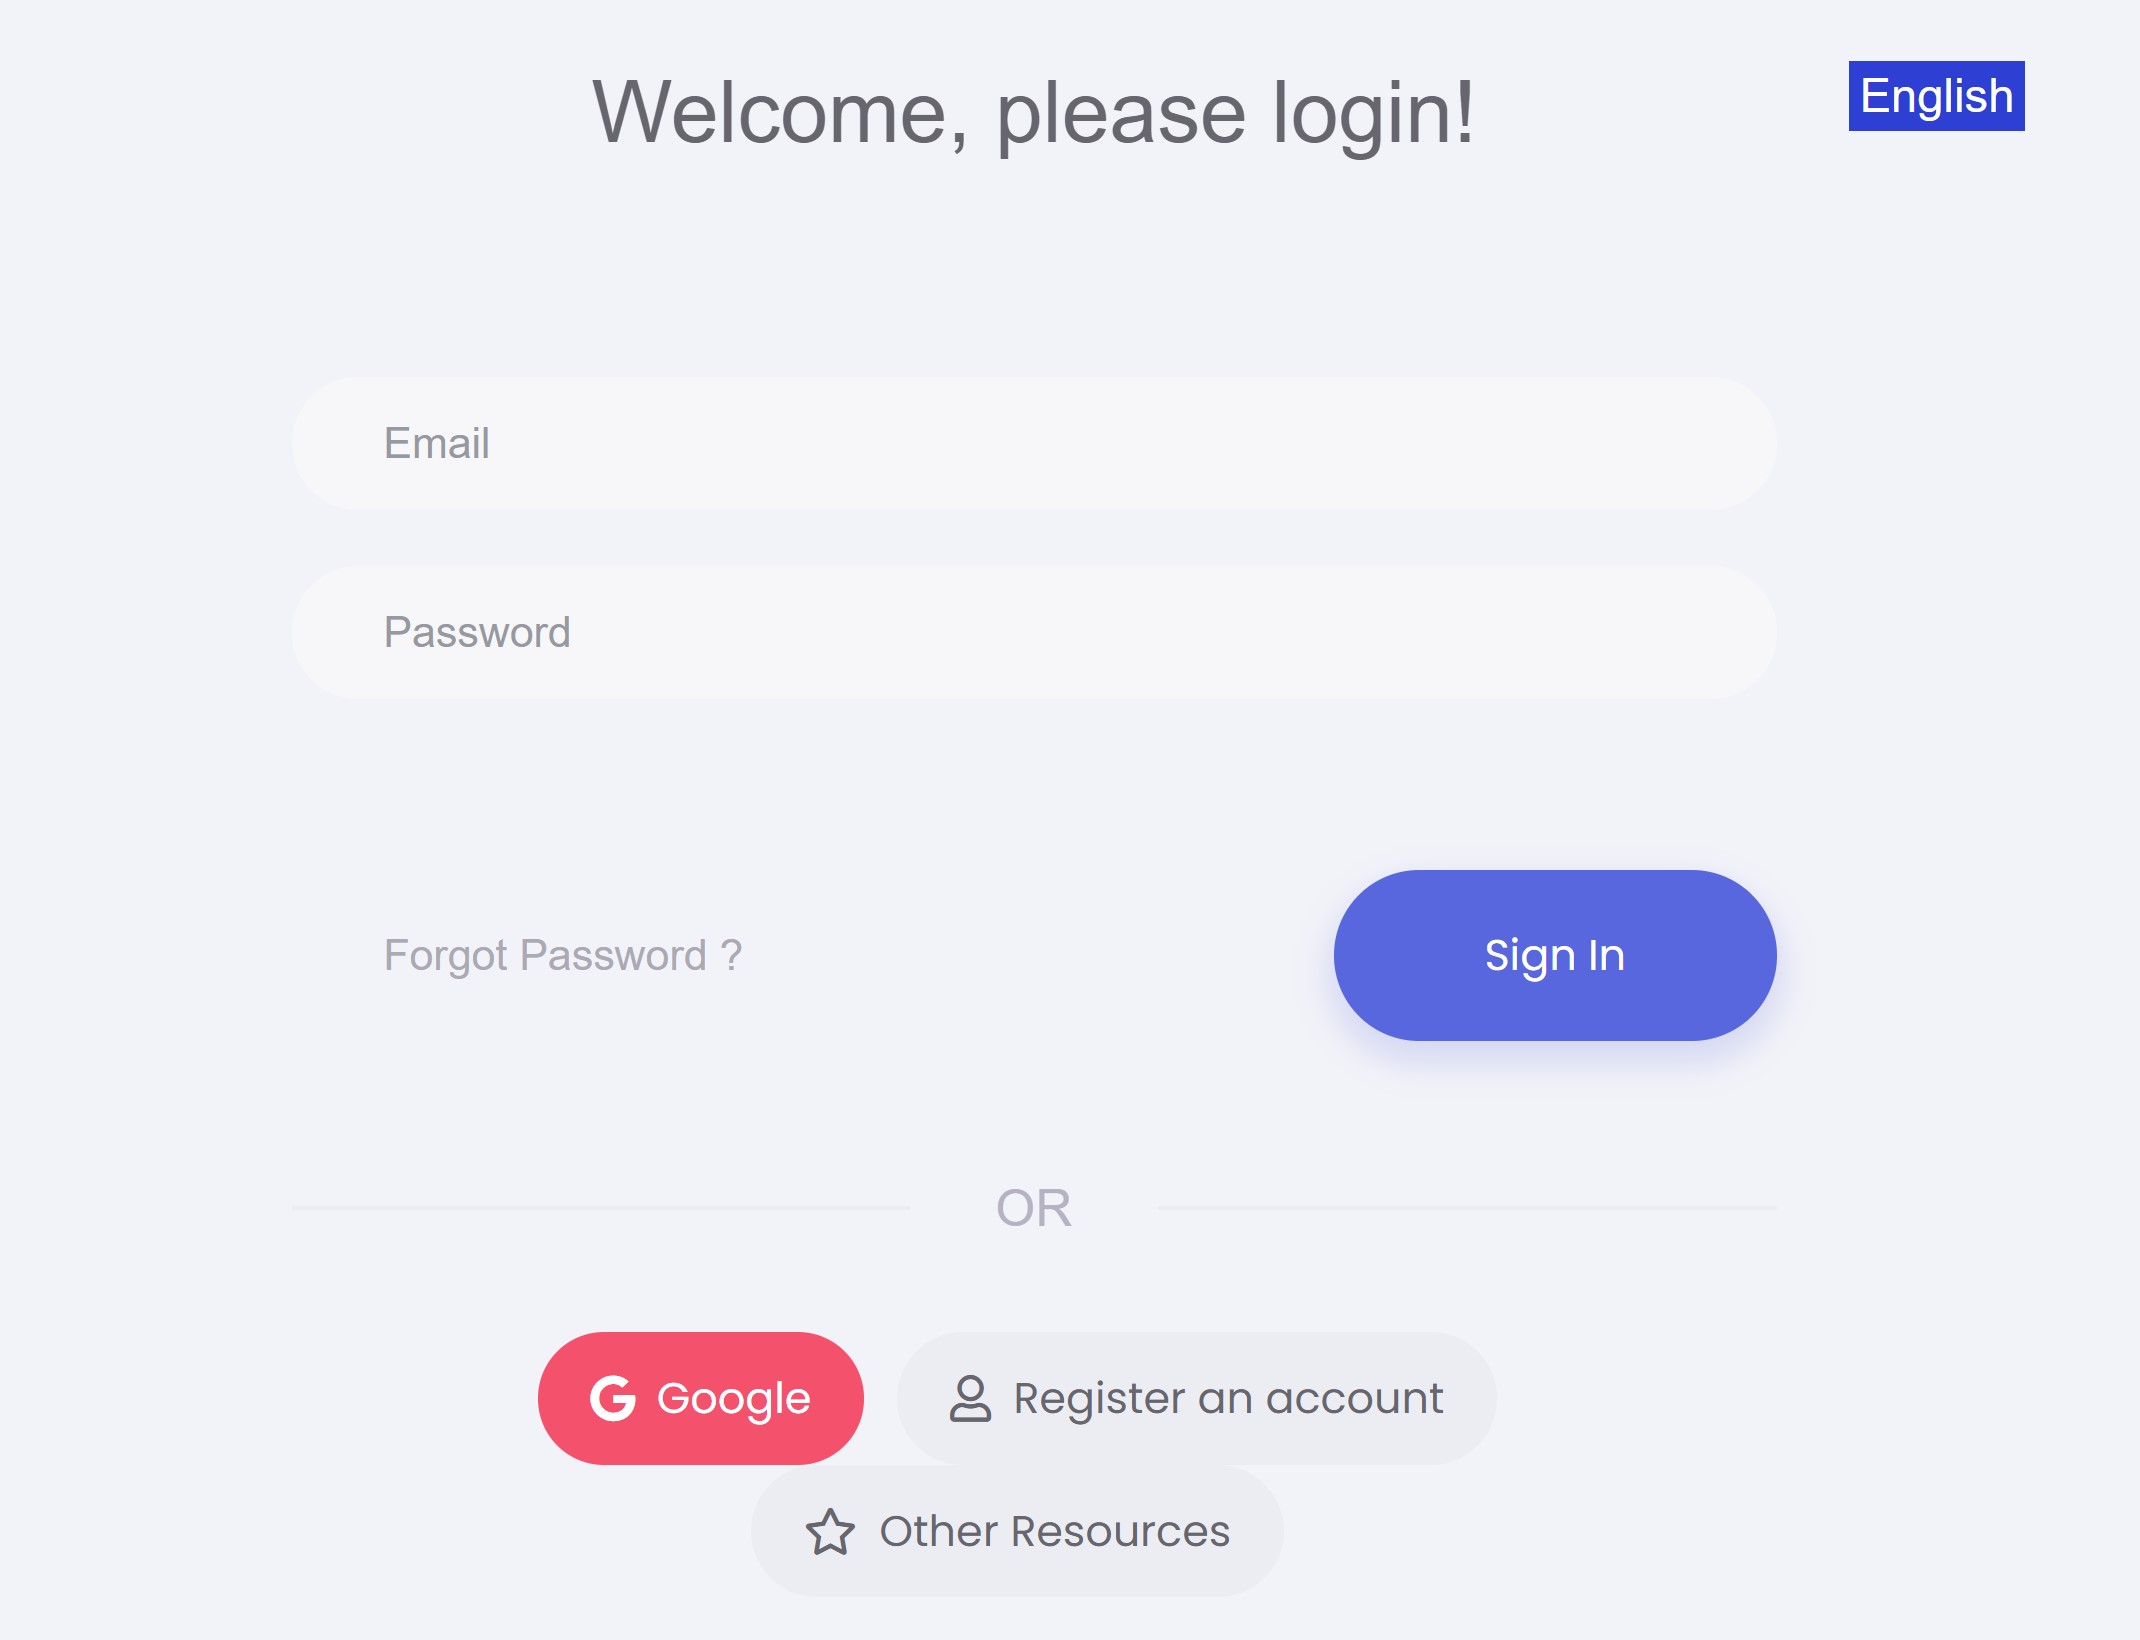 Welcome, please login!
English
Email
Password
Forgot Password ?
Sign In
OR
Google
Register an account
Other Resources